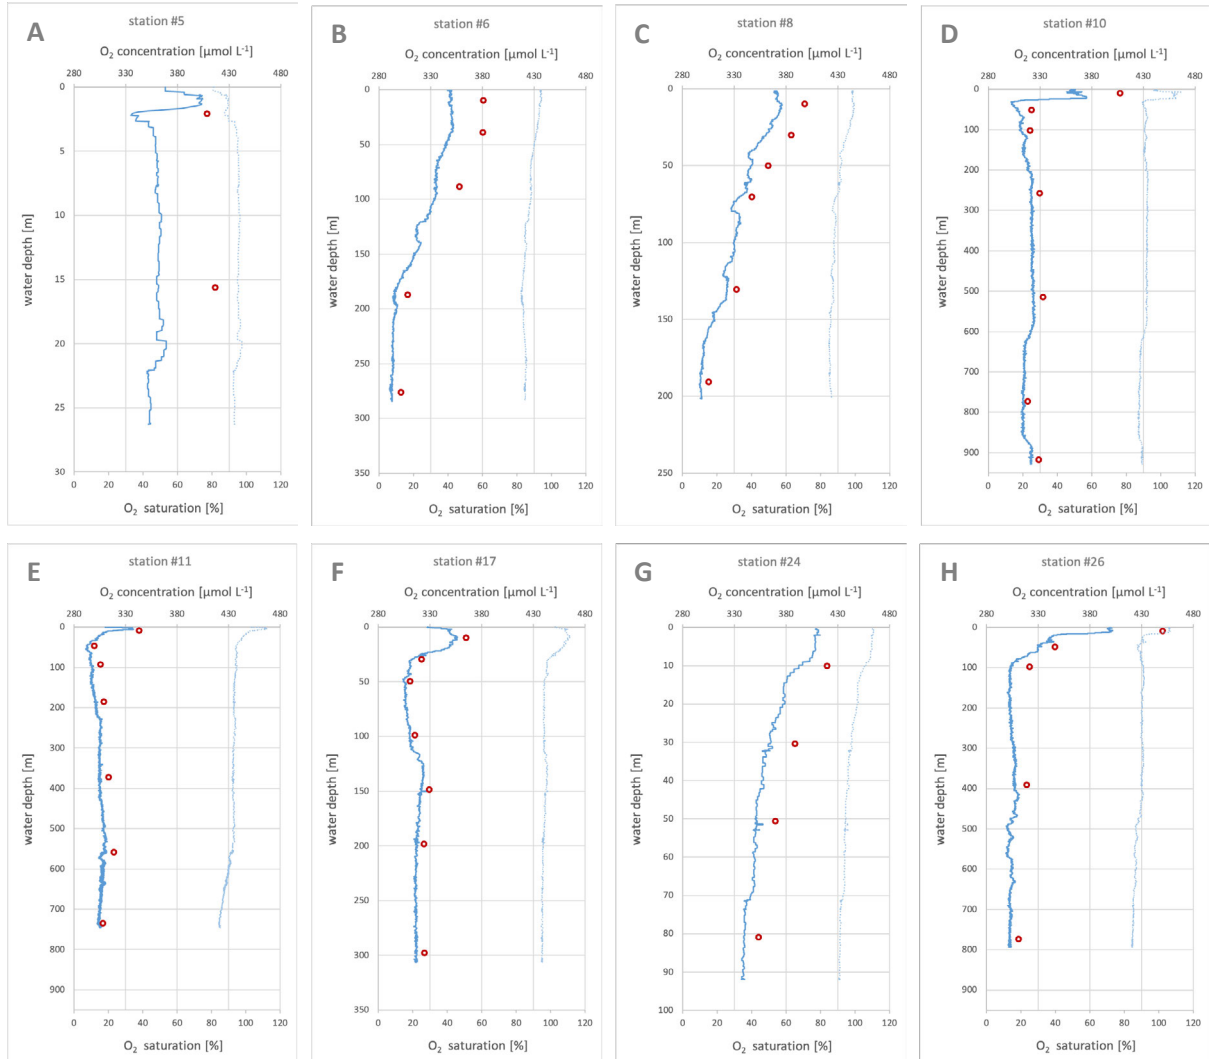 A
station #5
O₂ concentration [µmol L⁻¹]
280 330 380 430 480
0
5
10
15
20
25
30
water depth [m]
0 20 40 60 80 100 120
O₂ saturation [%]
B
station #6
O₂ concentration [µmol L⁻¹]
280 330 380 430 480
0
50
100
150
200
250
300
350
water depth [m]
0 20 40 60 80 100 120
O₂ saturation [%]
C
station #8
O₂ concentration [µmol L⁻¹]
280 330 380 430 480
0
50
100
150
200
250
water depth [m]
0 20 40 60 80 100 120
O₂ saturation [%]
D
station #10
O₂ concentration [µmol L⁻¹]
280 330 380 430 480
0
100
200
300
400
500
600
700
800
900
water depth [m]
0 20 40 60 80 100 120
O₂ saturation [%]
E
station #11
O₂ concentration [µmol L⁻¹]
280 330 380 430 480
0
100
200
300
400
500
600
700
800
900
water depth [m]
0 20 40 60 80 100 120
O₂ saturation [%]
F
station #17
O₂ concentration [µmol L⁻¹]
280 330 380 430 480
0
50
100
150
200
250
300
350
water depth [m]
0 20 40 60 80 100 120
O₂ saturation [%]
G
station #24
O₂ concentration [µmol L⁻¹]
280 330 380 430 480
0
10
20
30
40
50
60
70
80
90
100
water depth [m]
0 20 40 60 80 100 120
O₂ saturation [%]
H
station #26
O₂ concentration [µmol L⁻¹]
280 330 380 430 480
0
100
200
300
400
500
600
700
800
900
water depth [m]
0 20 40 60 80 100 120
O₂ saturation [%]